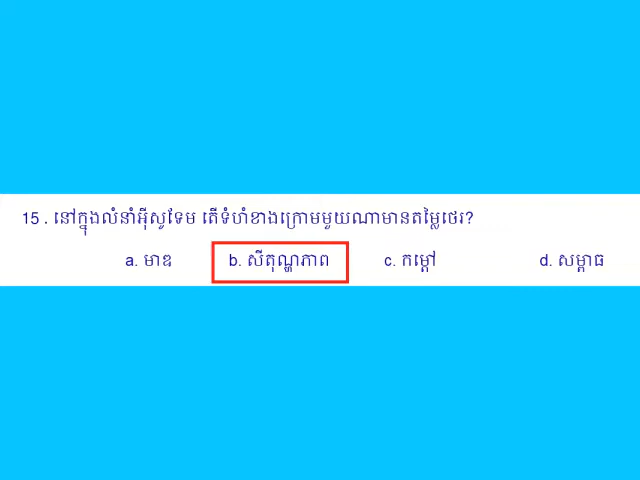 15 . នៅក្នុងលំនាំអ៊ីសូទែម តើទំហំខាងក្រោមមួយណាមានតម្លៃថេរ?
a. មាឌ b. សីតុណ្ហភាព c. កម្ដៅ d. សម្ពាធ